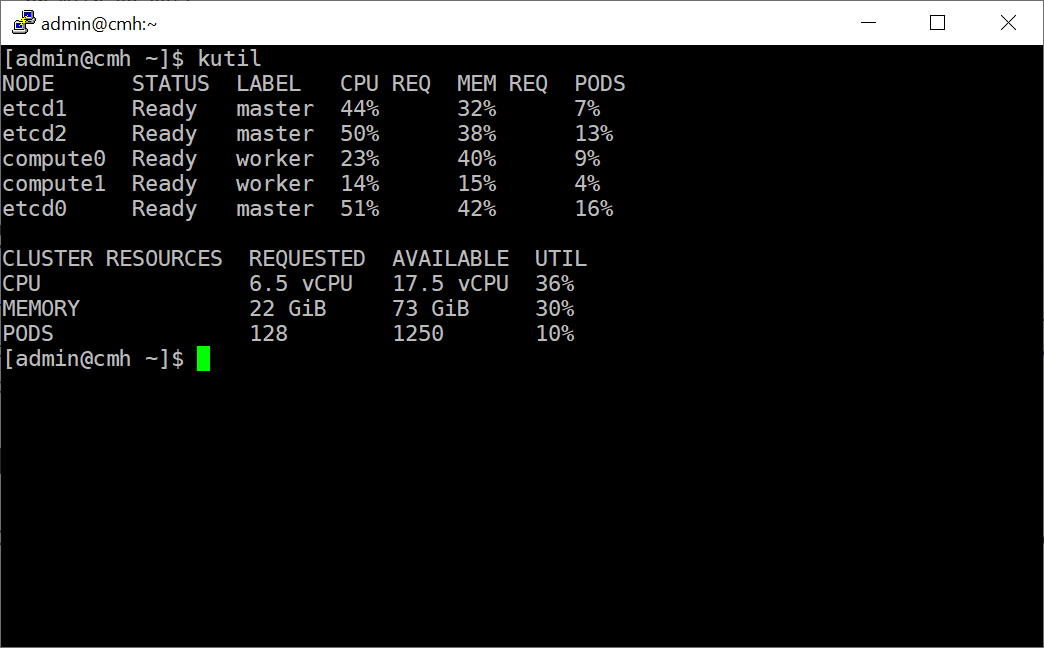 admin@cmh:~
[admin@cmh ~]$ kutil
NODE      STATUS  LABEL   CPU REQ  MEM REQ  PODS
etcd1     Ready   master  44%      32%      7%
etcd2     Ready   master  50%      38%      13%
compute0  Ready   worker  23%      40%      9%
compute1  Ready   worker  14%      15%      4%
etcd0     Ready   master  51%      42%      16%
CLUSTER RESOURCES  REQUESTED  AVAILABLE  UTIL
CPU                6.5 vCPU   17.5 vCPU  36%
MEMORY             22 GiB     73 GiB     30%
PODS               128        1250       10%
[admin@cmh ~]$